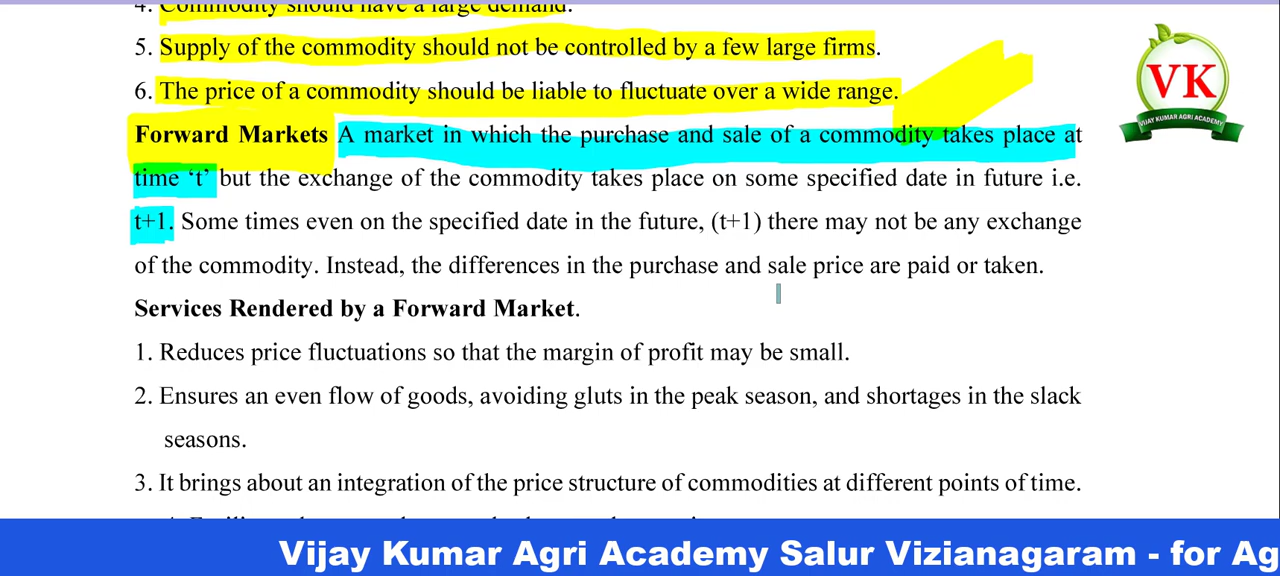 4. Commodity should have a large demand.
5. Supply of the commodity should not be controlled by a few large firms.
6. The price of a commodity should be liable to fluctuate over a wide range.
Forward Markets A market in which the purchase and sale of a commodity takes place at
time ‘t’ but the exchange of the commodity takes place on some specified date in future i.e.
t+1. Some times even on the specified date in the future, (t+1) there may not be any exchange
of the commodity. Instead, the differences in the purchase and sale price are paid or taken.
Services Rendered by a Forward Market.
1. Reduces price fluctuations so that the margin of profit may be small.
2. Ensures an even flow of goods, avoiding gluts in the peak season, and shortages in the slack
seasons.
3. It brings about an integration of the price structure of commodities at different points of time.
VK
VIJAY KUMAR AGRI ACADEMY
Vijay Kumar Agri Academy Salur Vizianagaram - for Ag